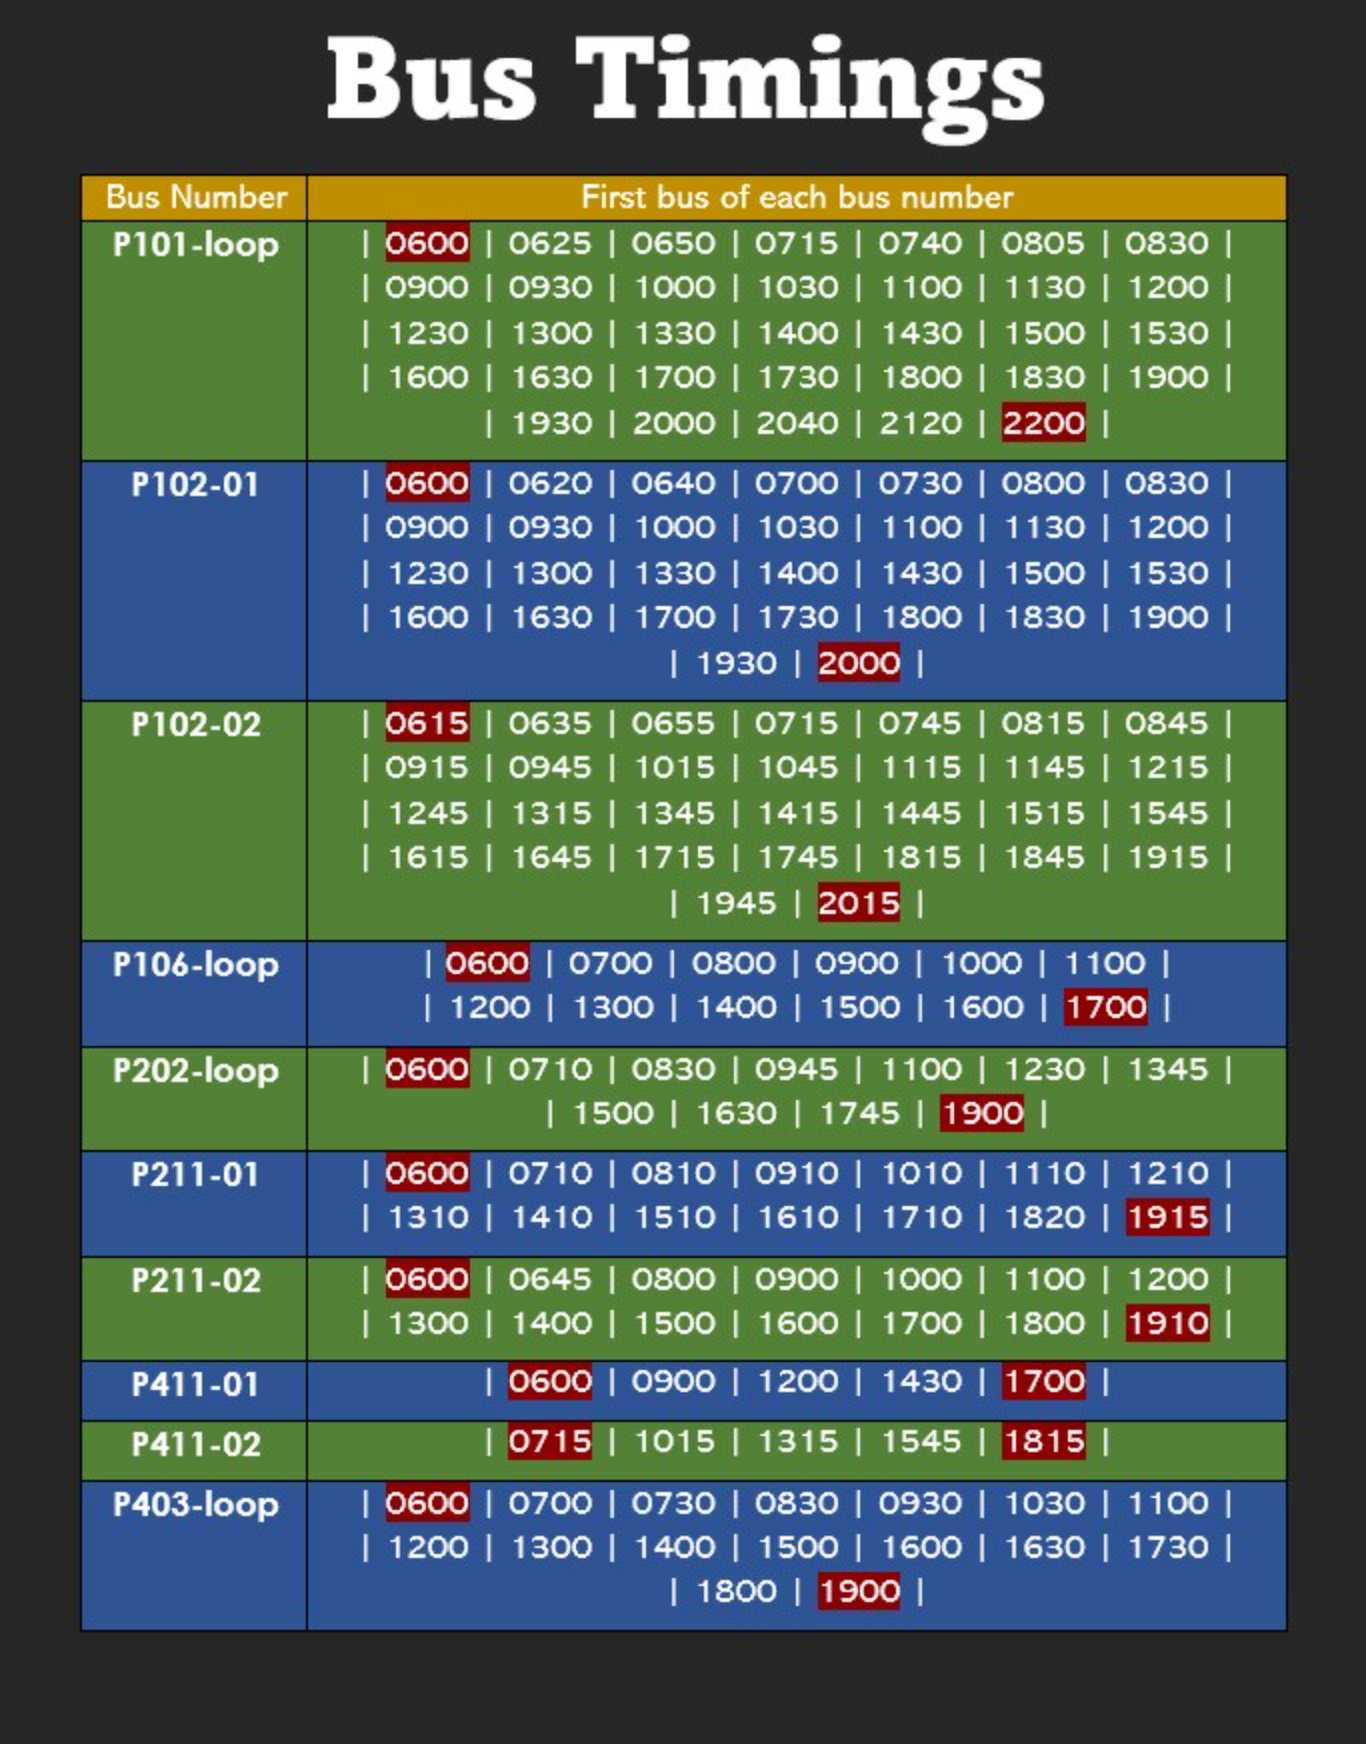 Bus Timings
Bus Number First bus of each bus number
P101-loop | 0600 | 0625 | 0650 | 0715 | 0740 | 0805 | 0830 |
| 0900 | 0930 | 1000 | 1030 | 1100 | 1130 | 1200 |
| 1230 | 1300 | 1330 | 1400 | 1430 | 1500 | 1530 |
| 1600 | 1630 | 1700 | 1730 | 1800 | 1830 | 1900 |
| 1930 | 2000 | 2040 | 2120 | 2200 |
P102-01 | 0600 | 0620 | 0640 | 0700 | 0730 | 0800 | 0830 |
| 0900 | 0930 | 1000 | 1030 | 1100 | 1130 | 1200 |
| 1230 | 1300 | 1330 | 1400 | 1430 | 1500 | 1530 |
| 1600 | 1630 | 1700 | 1730 | 1800 | 1830 | 1900 |
| 1930 | 2000 |
P102-02 | 0615 | 0635 | 0655 | 0715 | 0745 | 0815 | 0845 |
| 0915 | 0945 | 1015 | 1045 | 1115 | 1145 | 1215 |
| 1245 | 1315 | 1345 | 1415 | 1445 | 1515 | 1545 |
| 1615 | 1645 | 1715 | 1745 | 1815 | 1845 | 1915 |
| 1945 | 2015 |
P106-loop | 0600 | 0700 | 0800 | 0900 | 1000 | 1100 |
| 1200 | 1300 | 1400 | 1500 | 1600 | 1700 |
P202-loop | 0600 | 0710 | 0830 | 0945 | 1100 | 1230 | 1345 |
| 1500 | 1630 | 1745 | 1900 |
P211-01 | 0600 | 0710 | 0810 | 0910 | 1010 | 1110 | 1210 |
| 1310 | 1410 | 1510 | 1610 | 1710 | 1820 | 1915 |
P211-02 | 0600 | 0645 | 0800 | 0900 | 1000 | 1100 | 1200 |
| 1300 | 1400 | 1500 | 1600 | 1700 | 1800 | 1910 |
P411-01 | 0600 | 0900 | 1200 | 1430 | 1700 |
P411-02 | 0715 | 1015 | 1315 | 1545 | 1815 |
P403-loop | 0600 | 0700 | 0730 | 0830 | 0930 | 1030 | 1100 |
| 1200 | 1300 | 1400 | 1500 | 1600 | 1630 | 1730 |
| 1800 | 1900 |